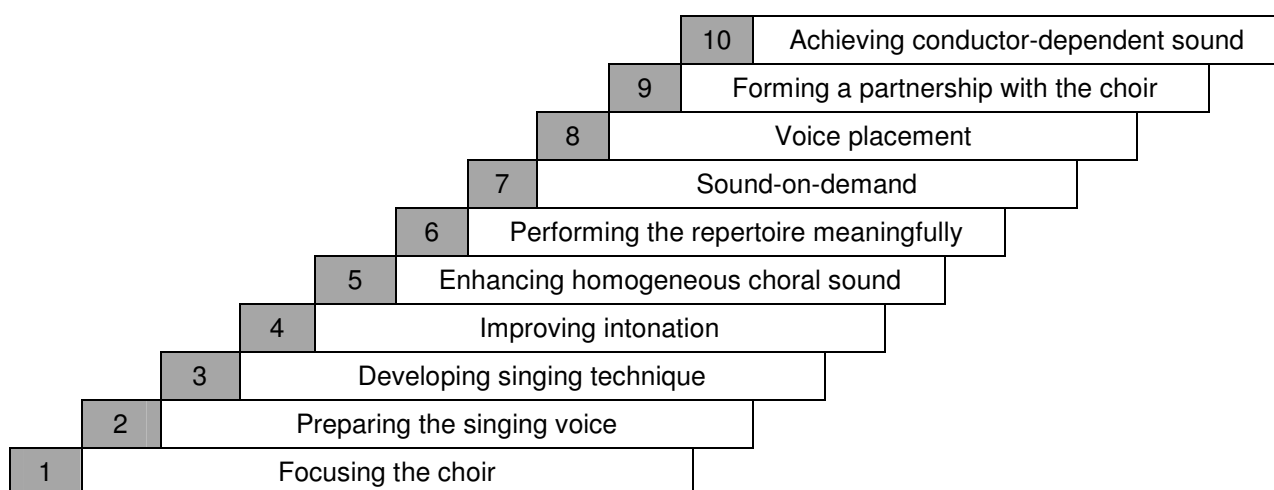 10 Achieving conductor-dependent sound
9 Forming a partnership with the choir
8 Voice placement
7 Sound-on-demand
6 Performing the repertoire meaningfully
5 Enhancing homogeneous choral sound
4 Improving intonation
3 Developing singing technique
2 Preparing the singing voice
1 Focusing the choir